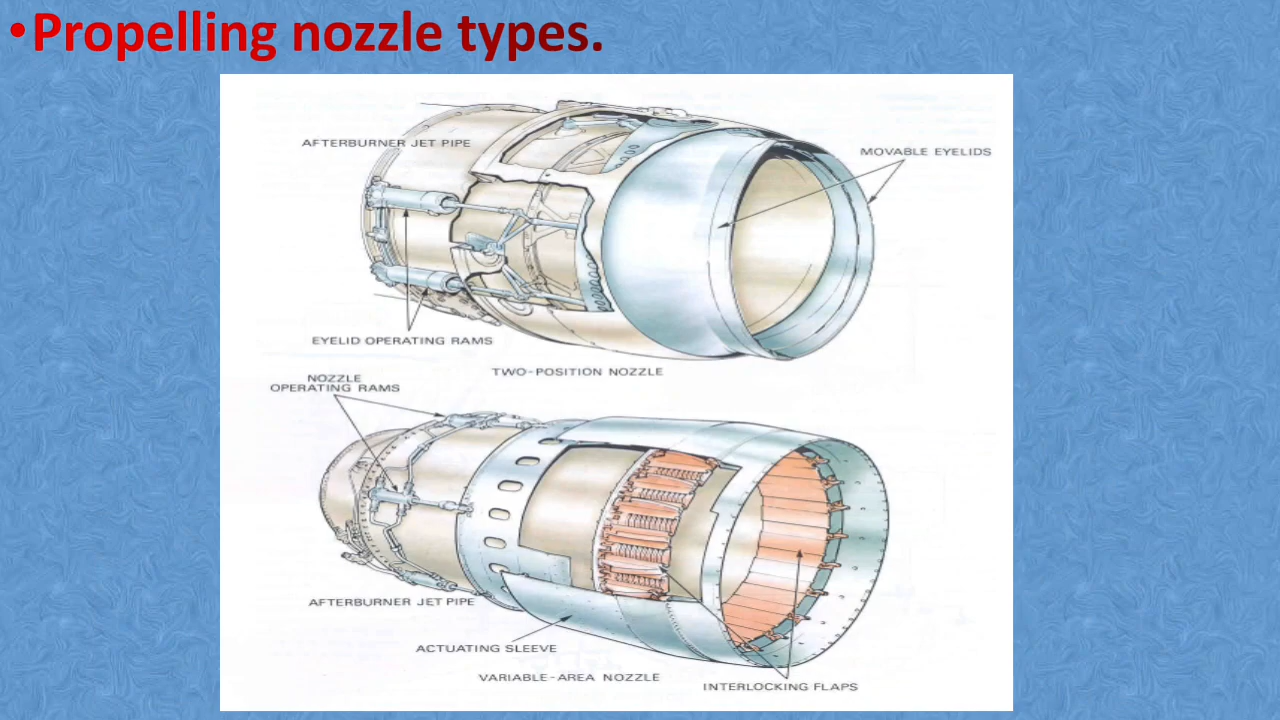 •Propelling nozzle types.
AFTERBURNER JET PIPE
MOVABLE EYELIDS
EYELID OPERATING RAMS
TWO-POSITION NOZZLE
NOZZLE
OPERATING RAMS
AFTERBURNER JET PIPE
ACTUATING SLEEVE
VARIABLE-AREA NOZZLE
INTERLOCKING FLAPS